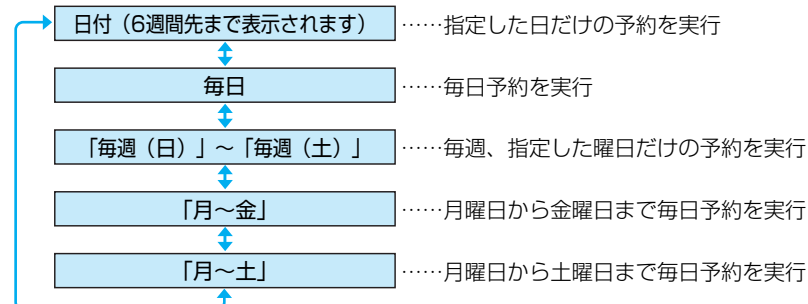 日付（6週間先まで表示されます） ……指定した日だけの予約を実行
毎日 ……毎日予約を実行
「毎週（日）」～「毎週（土）」 ……毎週、指定した曜日だけの予約を実行
「月～金」 ……月曜日から金曜日まで毎日予約を実行
「月～土」 ……月曜日から土曜日まで毎日予約を実行